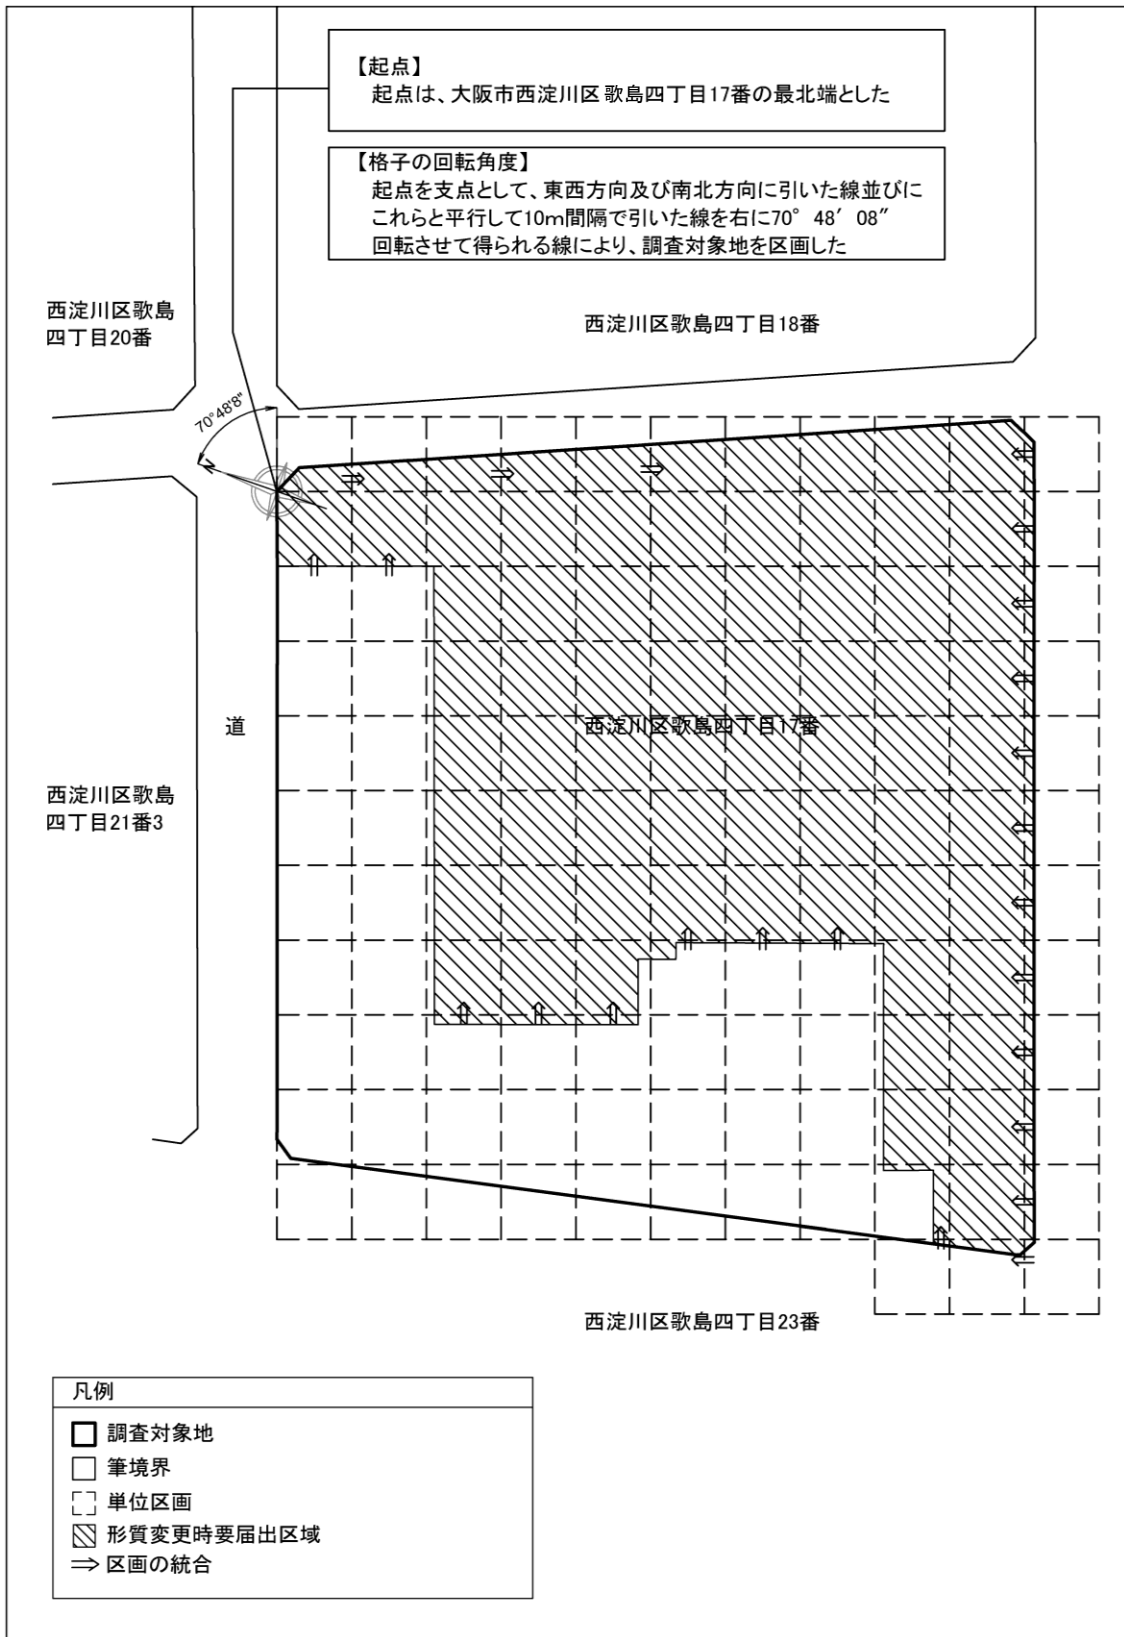 【起点】
起点は、大阪市西淀川区歌島四丁目17番の最北端とした
【格子の回転角度】
起点を支点として、東西方向及び南北方向に引いた線並びに
これらと平行して10m間隔で引いた線を右に70°48′08″
回転させて得られる線により、調査対象地を区画した
西淀川区歌島
四丁目20番
西淀川区歌島四丁目18番
70°48'8"
N
西淀川区歌島四丁目17番
道
西淀川区歌島
四丁目21番3
西淀川区歌島四丁目23番
凡例
調査対象地
筆境界
単位区画
形質変更時要届出区域
区画の統合